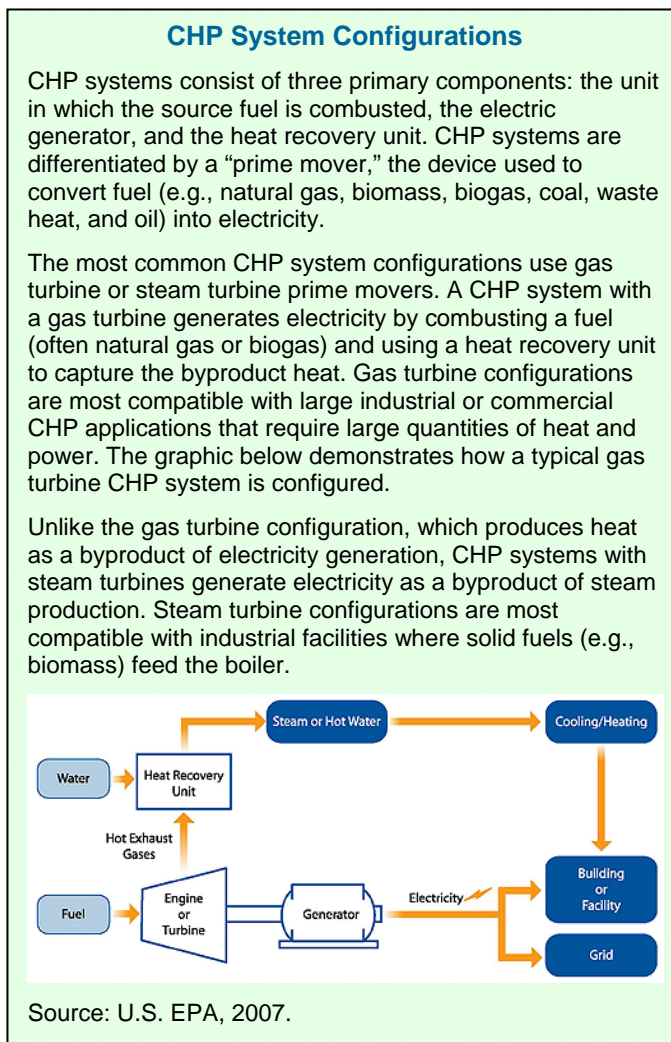 CHP System Configurations
CHP systems consist of three primary components: the unit
in which the source fuel is combusted, the electric
generator, and the heat recovery unit. CHP systems are
differentiated by a “prime mover,” the device used to
convert fuel (e.g., natural gas, biomass, biogas, coal, waste
heat, and oil) into electricity.
The most common CHP system configurations use gas
turbine or steam turbine prime movers. A CHP system with
a gas turbine generates electricity by combusting a fuel
(often natural gas or biogas) and using a heat recovery unit
to capture the byproduct heat. Gas turbine configurations
are most compatible with large industrial or commercial
CHP applications that require large quantities of heat and
power. The graphic below demonstrates how a typical gas
turbine CHP system is configured.
Unlike the gas turbine configuration, which produces heat
as a byproduct of electricity generation, CHP systems with
steam turbines generate electricity as a byproduct of steam
production. Steam turbine configurations are most
compatible with industrial facilities where solid fuels (e.g.,
biomass) feed the boiler.
Steam or Hot Water
Cooling/Heating
Water
Heat Recovery
Unit
Hot Exhaust
Gases
Fuel
Engine
or
Turbine
Generator
Electricity
Building
or
Facility
Grid
Source: U.S. EPA, 2007.